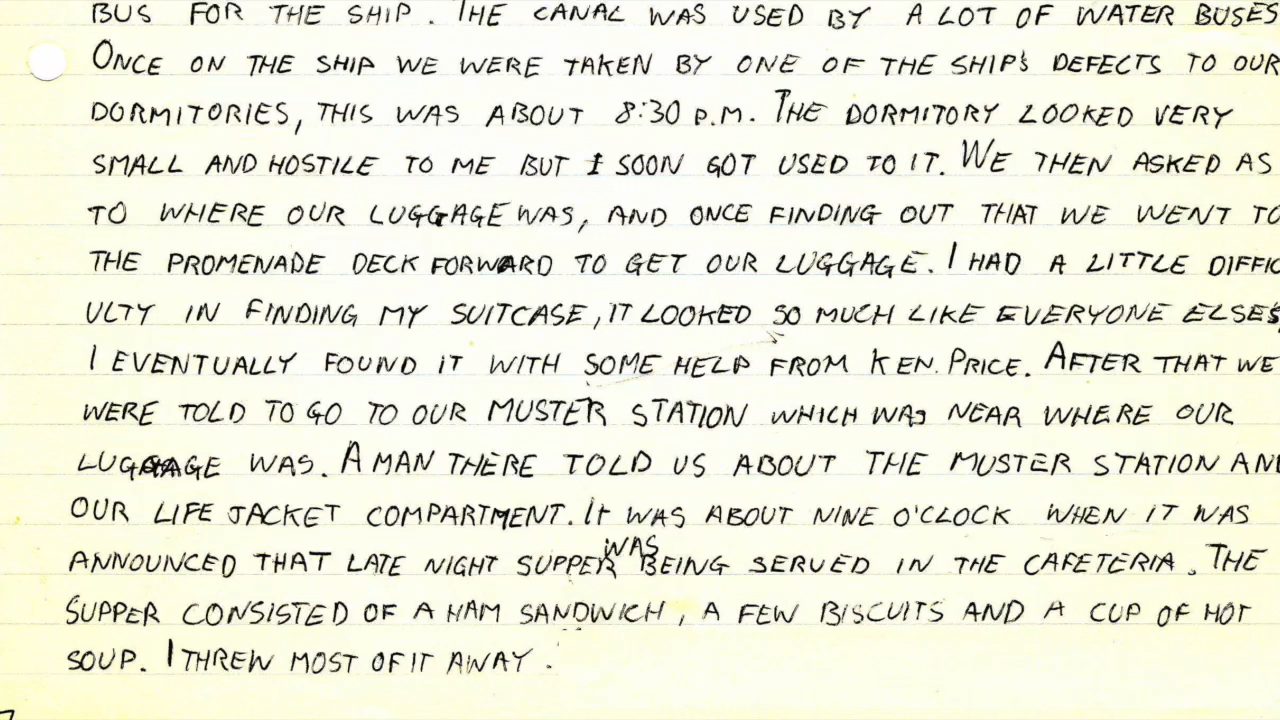 BUS FOR THE SHIP. THE CANAL WAS USED BY A LOT OF WATER BUSES
ONCE ON THE SHIP WE WERE TAKEN BY ONE OF THE SHIP'S DEFECTS TO OUR
DORMITORIES, THIS WAS ABOUT 8:30 P.M. THE DORMITORY LOOKED VERY
SMALL AND HOSTILE TO ME BUT I SOON GOT USED TO IT. WE THEN ASKED AS
TO WHERE OUR LUGGAGE WAS, AND ONCE FINDING OUT THAT WE WENT TO
THE PROMENADE DECK FORWARD TO GET OUR LUGGAGE. I HAD A LITTLE DIFFIC
ULTY IN FINDING MY SUITCASE, IT LOOKED SO MUCH LIKE EVERYONE ELSES,
I EVENTUALLY FOUND IT WITH SOME HELP FROM KEN. PRICE. AFTER THAT WE
WERE TOLD TO GO TO OUR MUSTER STATION WHICH WAS NEAR WHERE OUR
LUGGAGE WAS. A MAN THERE TOLD US ABOUT THE MUSTER STATION AND
OUR LIFE JACKET COMPARTMENT. IT WAS ABOUT NINE O'CLOCK WHEN IT WAS
ANNOUNCED THAT LATE NIGHT SUPPER WAS BEING SERVED IN THE CAFETERIA. THE
SUPPER CONSISTED OF A HAM SANDWICH, A FEW BISCUITS AND A CUP OF HOT
SOUP. I THREW MOST OF IT AWAY.